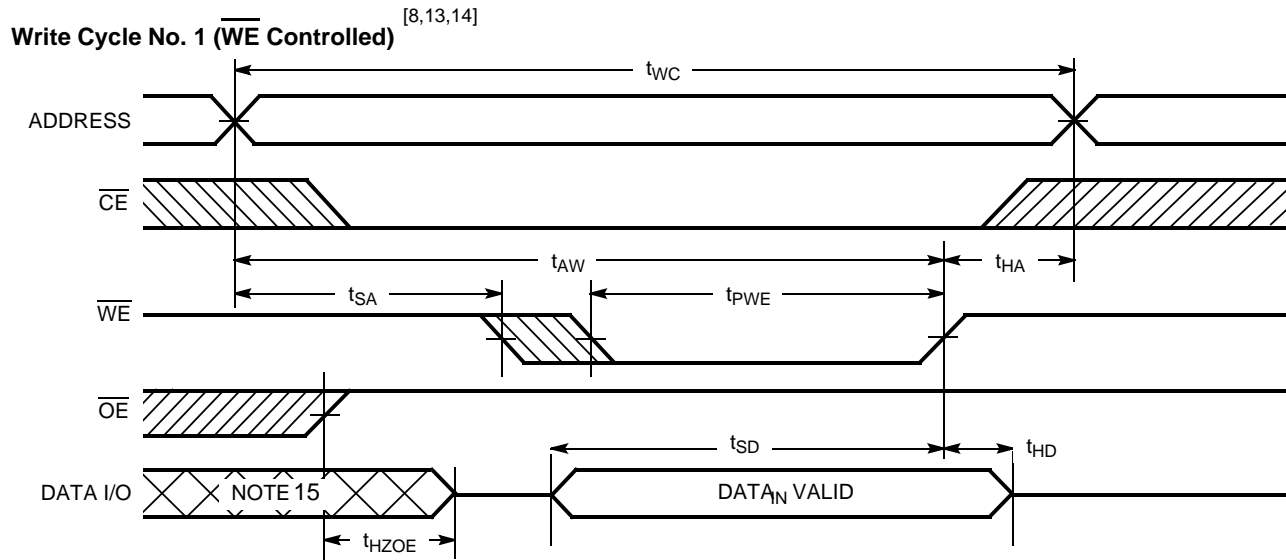 [8,13,14]
Write Cycle No. 1 (WE Controlled)
tWC
ADDRESS
CE
tAW
tHA
tSA
tPWE
WE
OE
tSD
tHD
DATA I/O
NOTE 15
DATAIN VALID
tHZOE